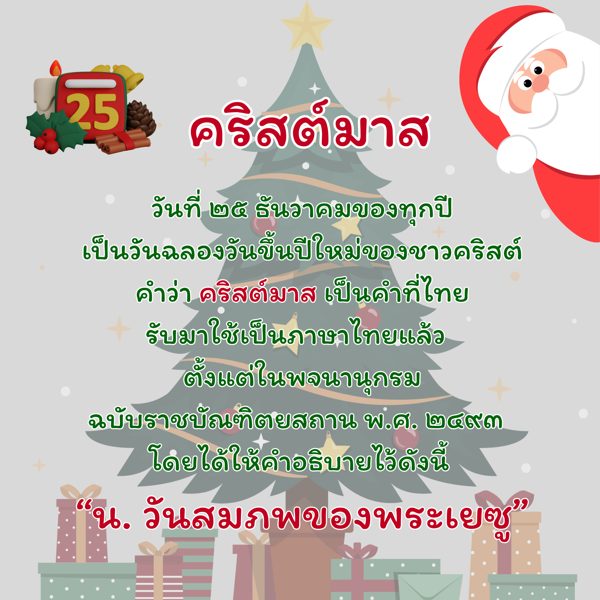 25
คริสต์มาส
วันที่ ๒๕ ธันวาคมของทุกปี
เป็นวันฉลองวันขึ้นปีใหม่ของชาวคริสต์
คำว่า คริสต์มาส เป็นคำที่ไทย
รับมาใช้เป็นภาษาไทยแล้ว
ตั้งแต่ในพจนานุกรม
ฉบับราชบัณฑิตยสถาน พ.ศ. ๒๔๙๓
โดยได้ให้คำอธิบายไว้ดังนี้
“น. วันสมภพของพระเยซู”